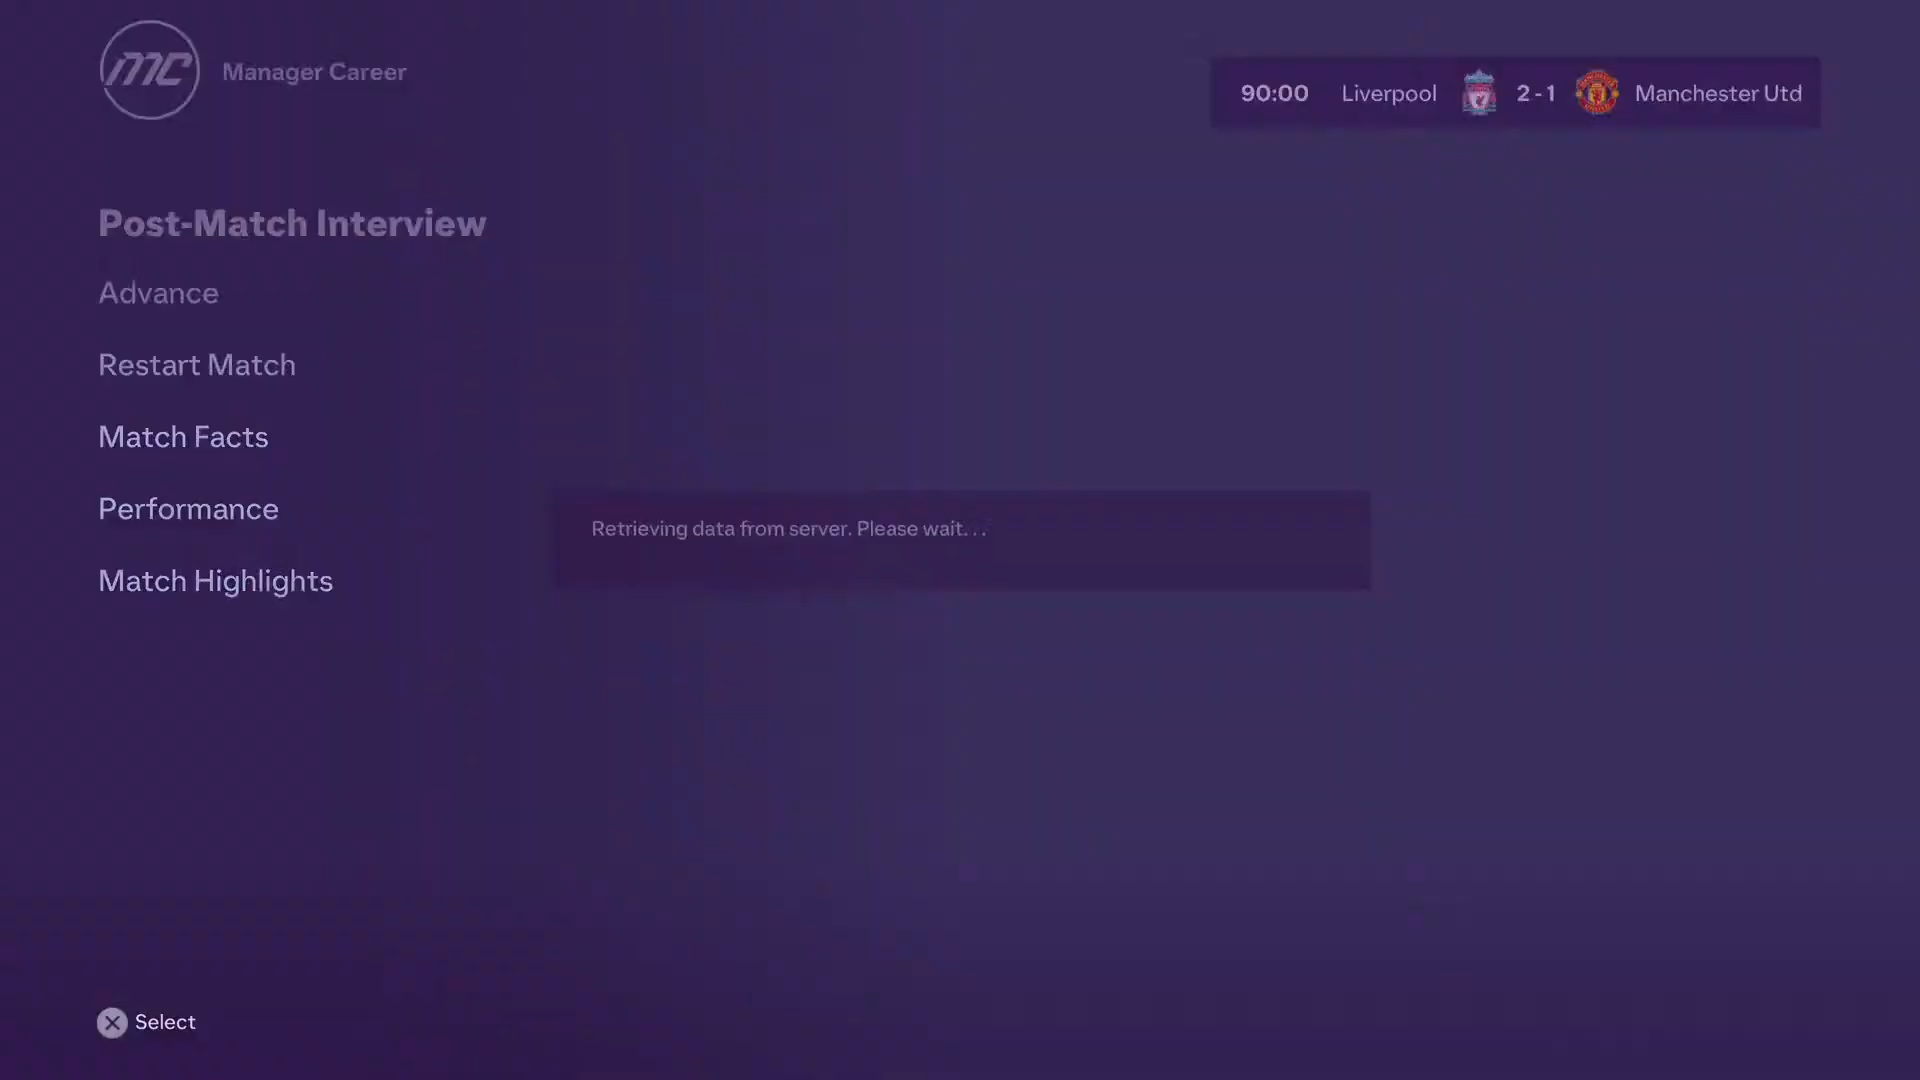 MC
Manager Career
90:00 Liverpool 2-1 Manchester Utd
Post-Match Interview
Advance
Restart Match
Match Facts
Performance
Match Highlights
Retrieving data from server. Please wait...
Select